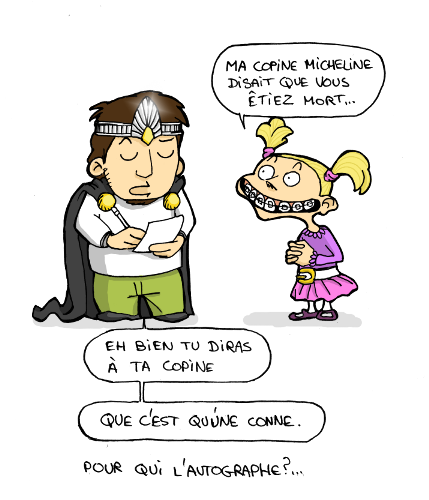 MA COPINE MICHELINE
DISAIT QUE VOUS
ÉTIEZ MORT...
EH BIEN TU DIRAS
À TA COPINE
QUE C'EST QU'UNE CONNE.
POUR QUI L'AUTOGRAPHE?...